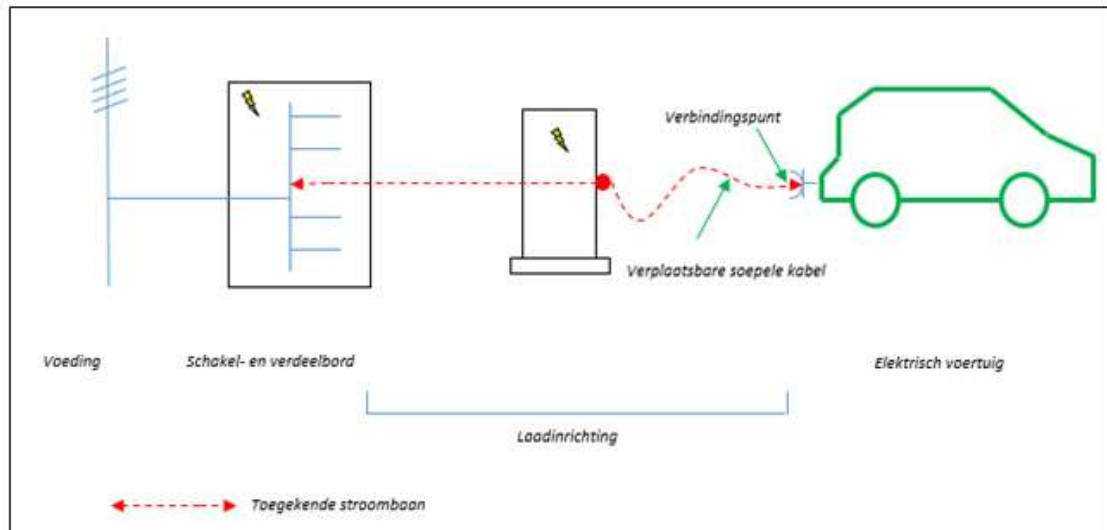 Verbindingspunt
Verplaatsbare soepele kabel
Voeding
Schakel- en verdeelbord
Elektrisch voertuig
Laadinrichting
Toegekende stroombaan